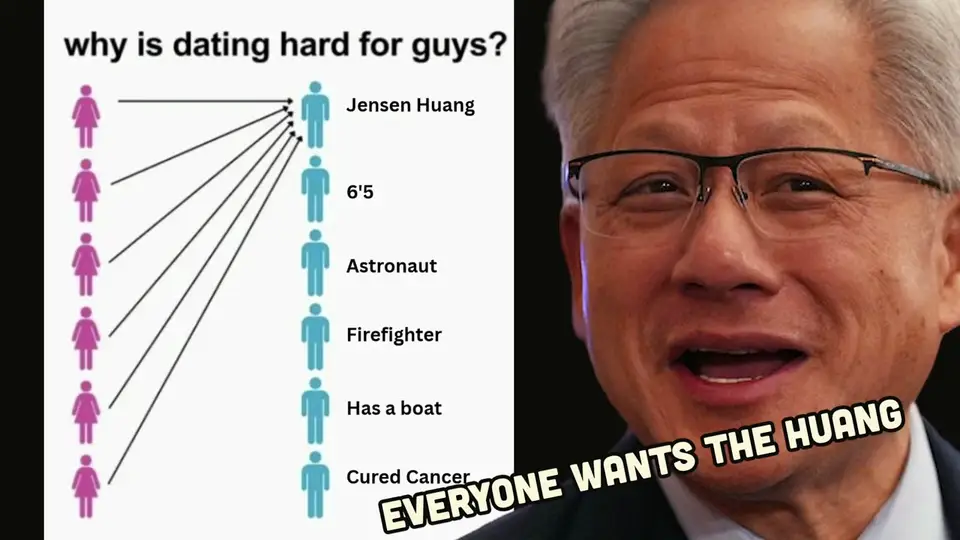 why is dating hard for guys?
Jensen Huang
6'5
Astronaut
Firefighter
Has a boat
Cured Cancer
EVERYONE WANTS THE HUANG